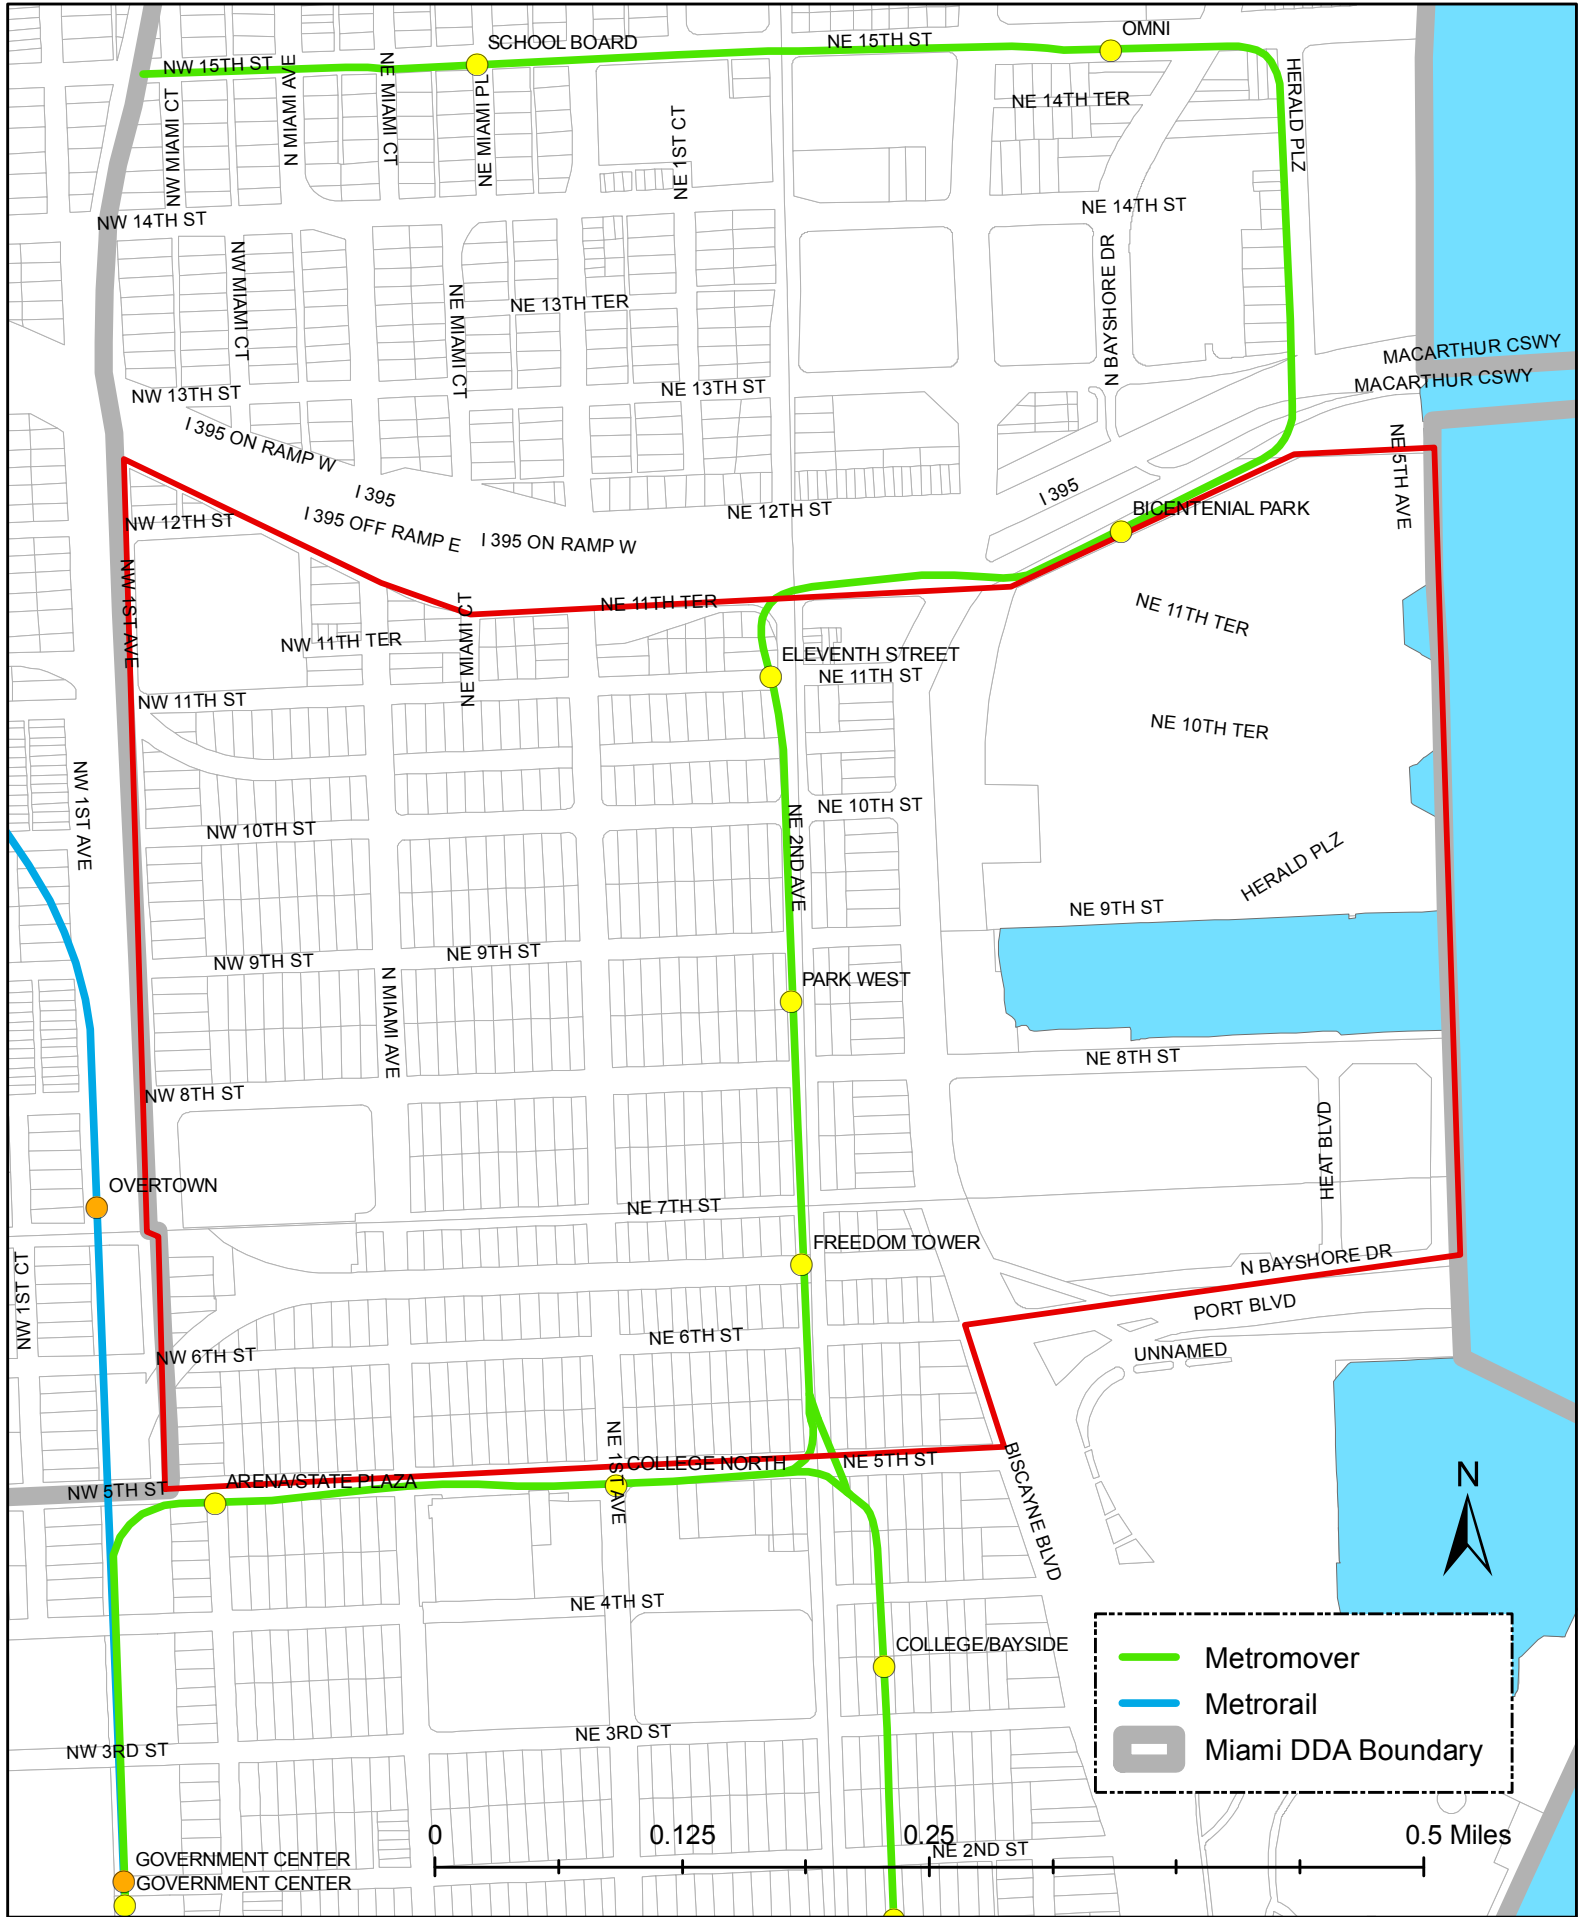 OMNI
SCHOOL BOARD
NE 15TH ST
NW 15TH ST
N MIAMI AVE
NE MIAMI CT
NE MIAMI PL
NW MIAMI CT
NE 1ST CT
NE 14TH TER
HERALD PLZ
NW 14TH ST
NE 14TH ST
NW MIAMI CT
NE MIAMI CT
NE 13TH TER
N BAYSHORE DR
MACARTHUR CSWY
MACARTHUR CSWY
NW 13TH ST
NE 13TH ST
I 395 ON RAMP W
I 395
I 395 OFF RAMP E
I 395 ON RAMP W
I 395
NE 5TH AVE
NW 12TH ST
NE 12TH ST
BICENTENIAL PARK
NW 1ST AVE
NE 11TH TER
NE MIAMI CT
NW 11TH TER
NE 11TH TER
ELEVENTH STREET
NE 11TH ST
NW 11TH ST
NE 10TH TER
NW 1ST AVE
NW 10TH ST
NE 10TH ST
NE 2ND AVE
HERALD PLZ
NE 9TH ST
NW 9TH ST
NE 9TH ST
N MIAMI AVE
PARK WEST
NE 8TH ST
NW 8TH ST
HEAT BLVD
OVERTOWN
NE 7TH ST
FREEDOM TOWER
N BAYSHORE DR
NW 1ST CT
PORT BLVD
NE 6TH ST
UNNAMED
NW 6TH ST
NE 1ST AVE
COLLEGE NORTH
NE 5TH ST
BISCAYNE BLVD
NW 5TH ST
ARENA/STATE PLAZA
N
NE 4TH ST
COLLEGE/BAYSIDE
Metromover
Metrorail
Miami DDA Boundary
NE 3RD ST
NW 3RD ST
0 0.125 0.25 0.5 Miles
NE 2ND ST
GOVERNMENT CENTER
GOVERNMENT CENTER